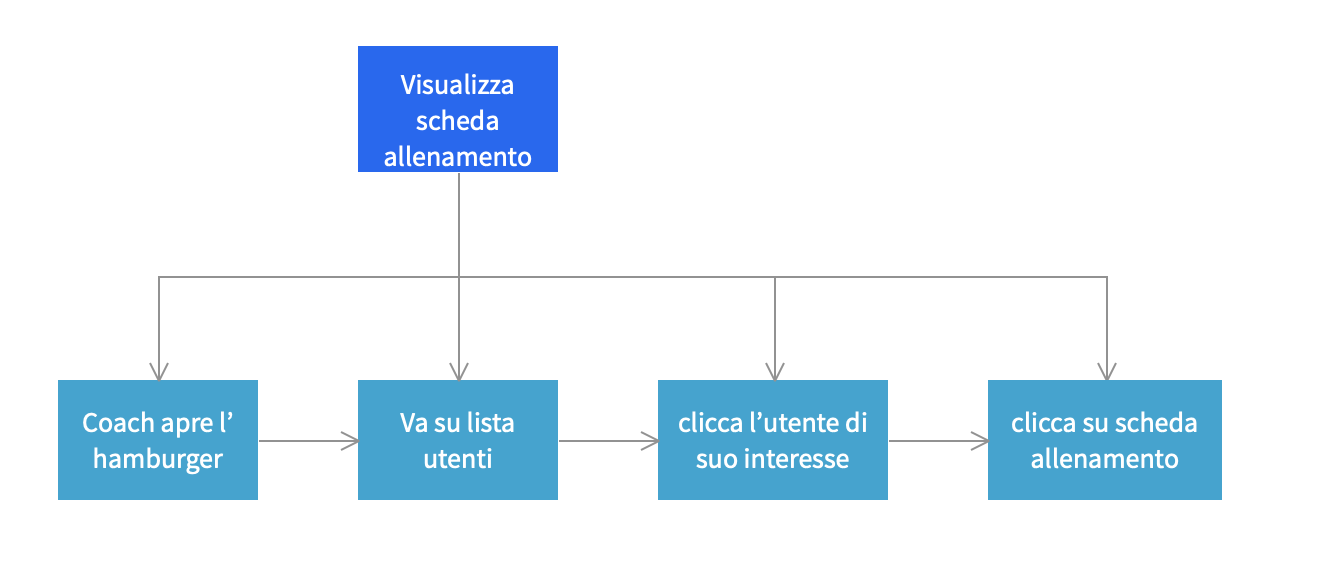 Visualizza
scheda
allenamento
Coach apre l’
hamburger
Va su lista
utenti
clicca l’utente di
suo interesse
clicca su scheda
allenamento